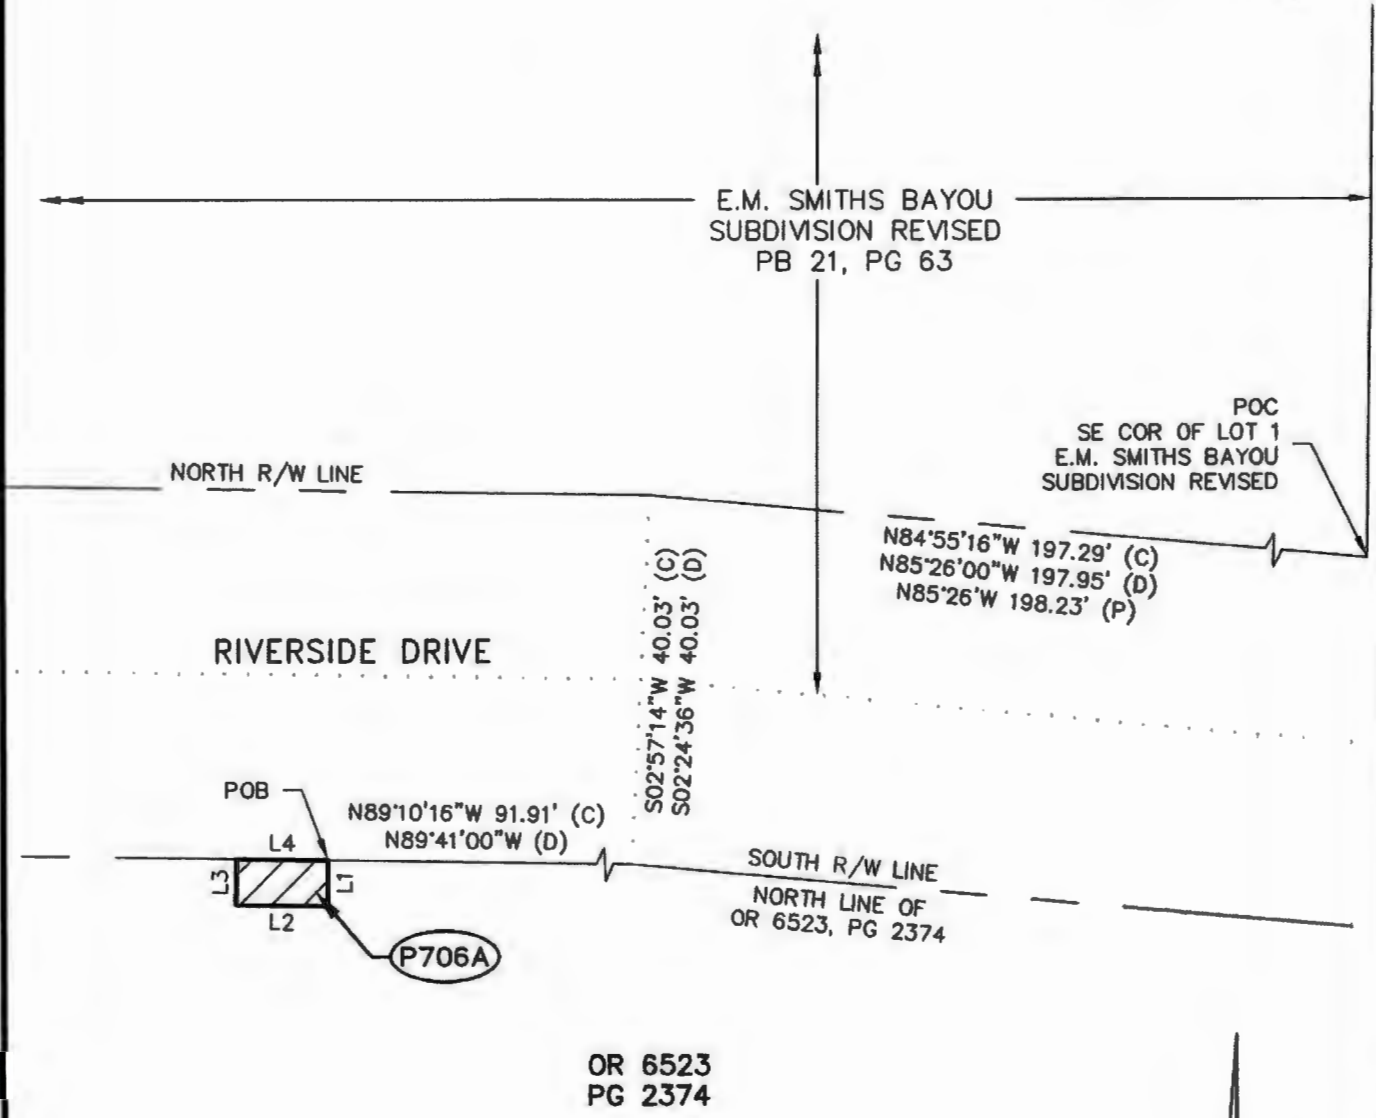 E.M. SMITHS BAYOU
SUBDIVISION REVISED
PB 21, PG 63
POC
SE COR OF LOT 1
E.M. SMITHS BAYOU
SUBDIVISION REVISED
NORTH R/W LINE
N84°55'16"W 197.29' (C)
N85°26'00"W 197.95' (D)
N85°26'W 198.23' (P)
S02°57'14"W 40.03' (C)
S02°24'36"W 40.03' (D)
RIVERSIDE DRIVE
POB
N89°10'16"W 91.91' (C)
N89°41'00"W (D)
L4
L3
L1
L2
SOUTH R/W LINE
NORTH LINE OF
OR 6523, PG 2374
P706A
OR 6523
PG 2374